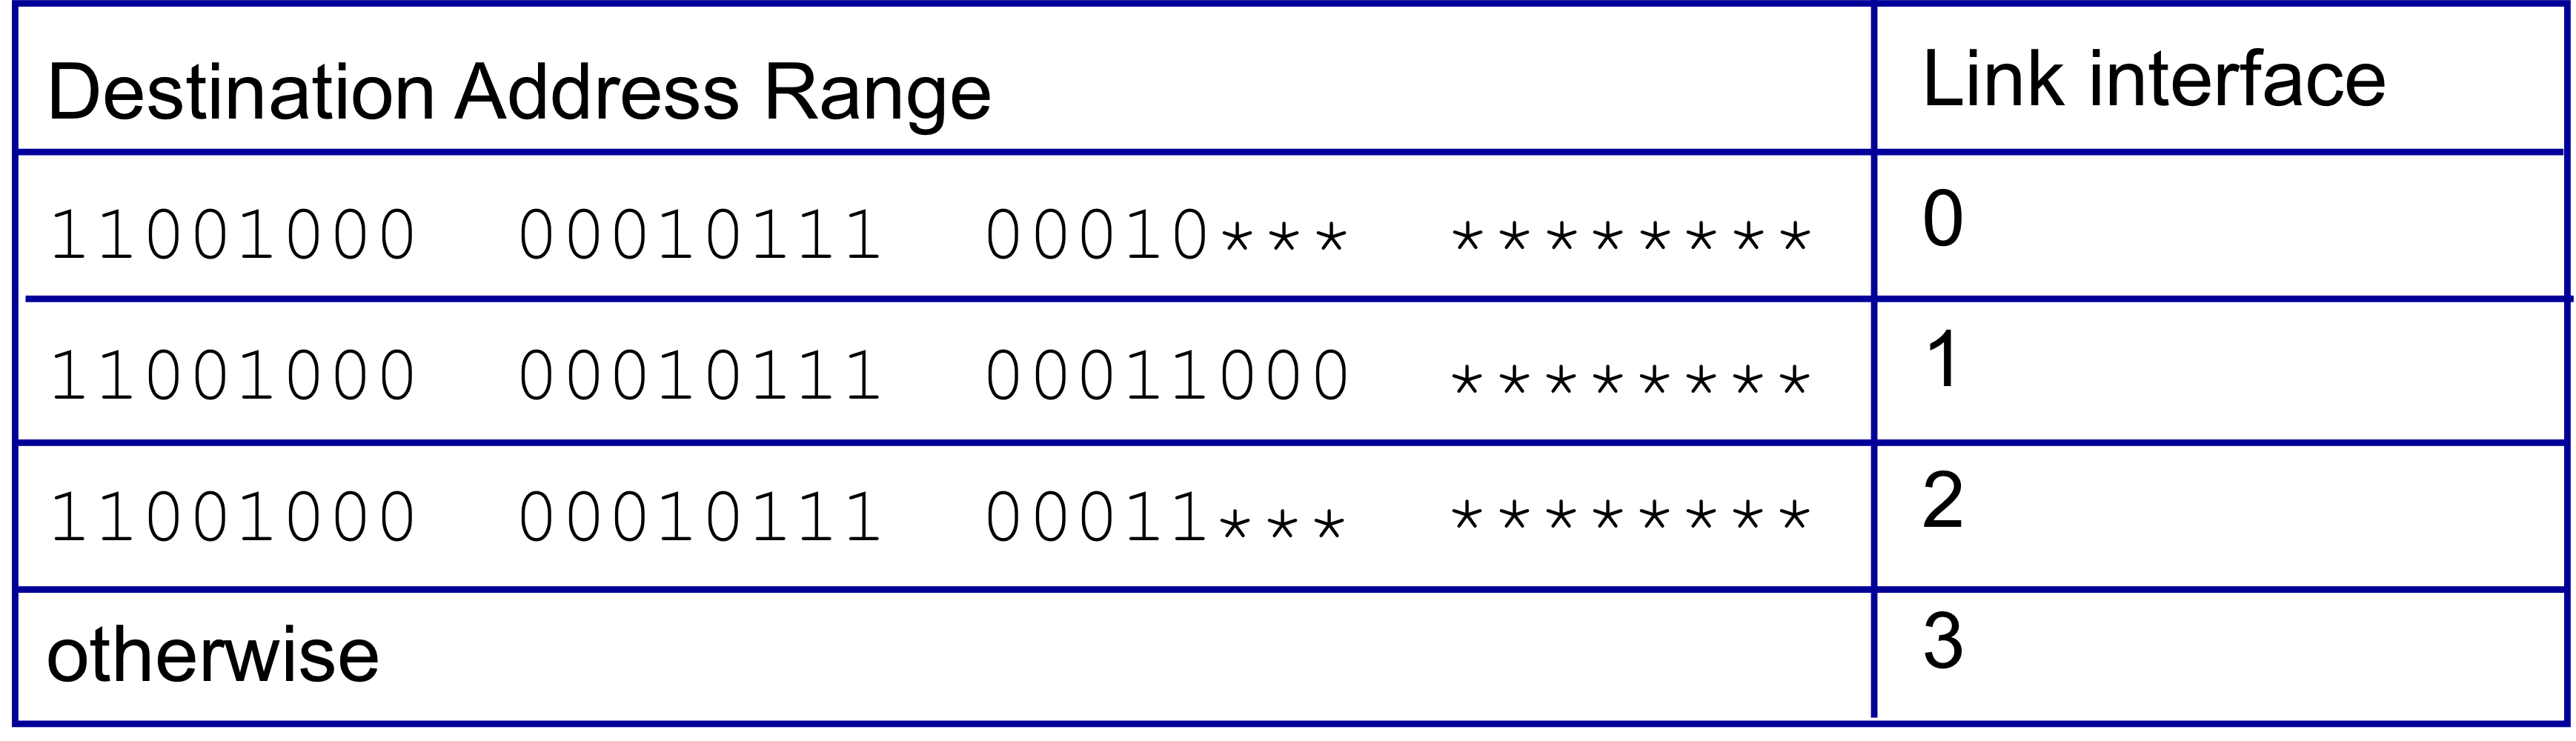 Destination Address Range Link interface
11001000 00010111 00010*** ******** 0
11001000 00010111 00011000 ******** 1
11001000 00010111 00011*** ******** 2
otherwise 3